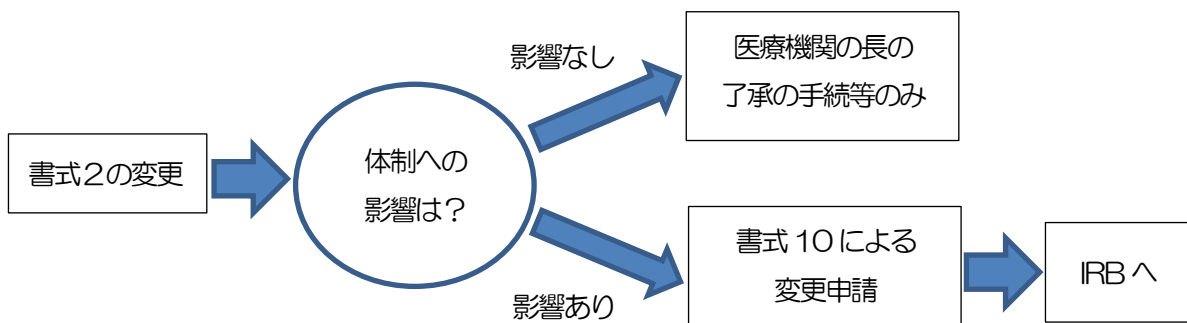 書式2の変更
体制への
影響は?
影響なし
医療機関の長の
了承の手続等のみ
影響あり
書式10による
変更申請
IRBへ